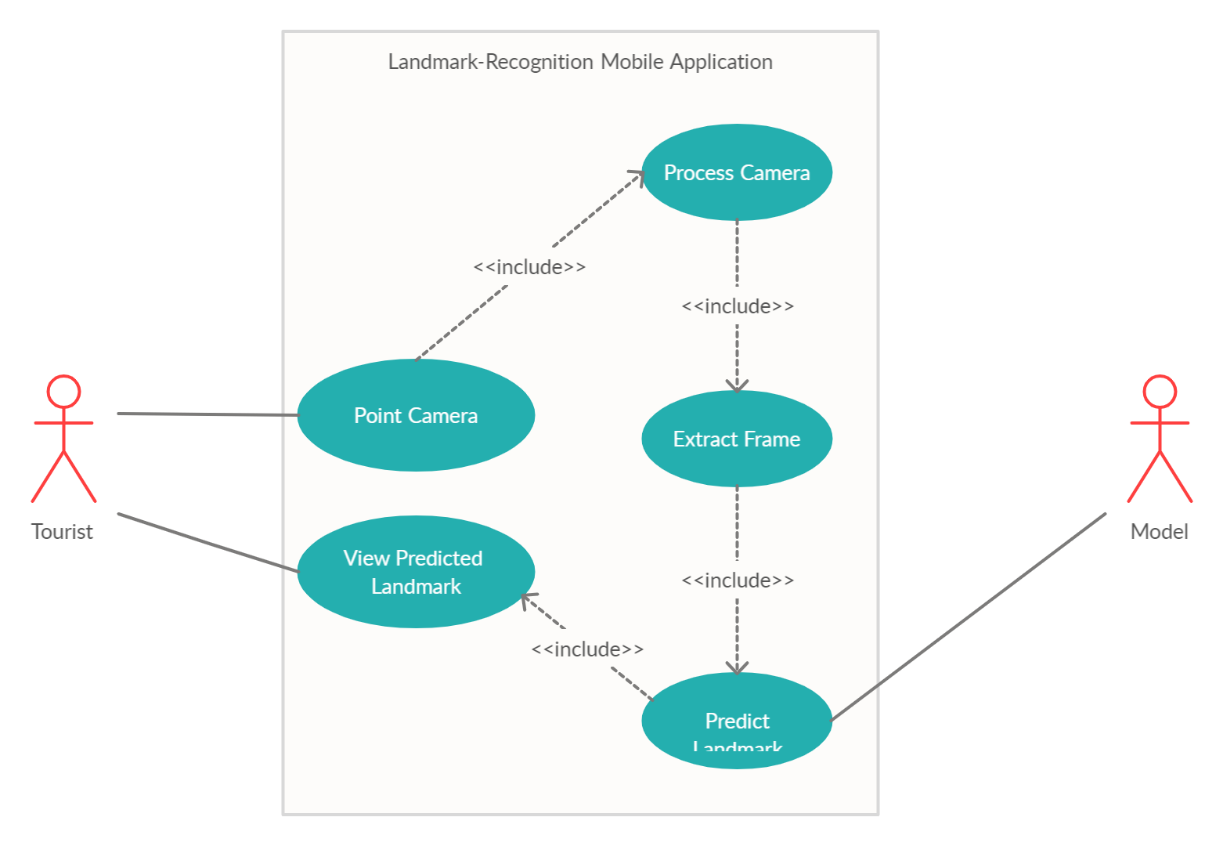 Landmark-Recognition Mobile Application
Process Camera
<<include>>
<<include>>
Point Camera
Extract Frame
Tourist
Model
View Predicted
Landmark
<<include>>
<<include>>
Predict
Landmark